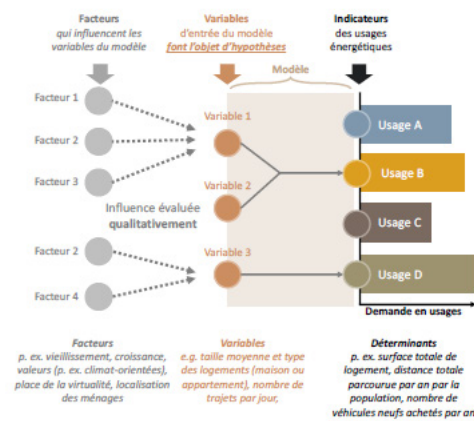 Facteurs
qui influencent les
variables du modèle
Variables
d'entrée du modèle
font l'objet d'hypothèses
Indicateurs
des usages
énergétiques
Modèle
Facteur 1
Facteur 2
Facteur 3
Facteur 2
Facteur 4
Variable 1
Variable 2
Influence évaluée
qualitativement
Variable 3
Usage A
Usage B
Usage C
Usage D
Demande en usages
Facteurs
p. ex. vieillissement, croissance,
valeurs (p. ex. climat-orientées),
place de la virtualité, localisation
des ménages
Variables
e.g. taille moyenne et type
des logements (maison ou
appartement), nombre de
trajets par jour,
Déterminants
p. ex. surface totale de
logement, distance totale
parcourue par an par la
population, nombre de
véhicules neufs achetés par an